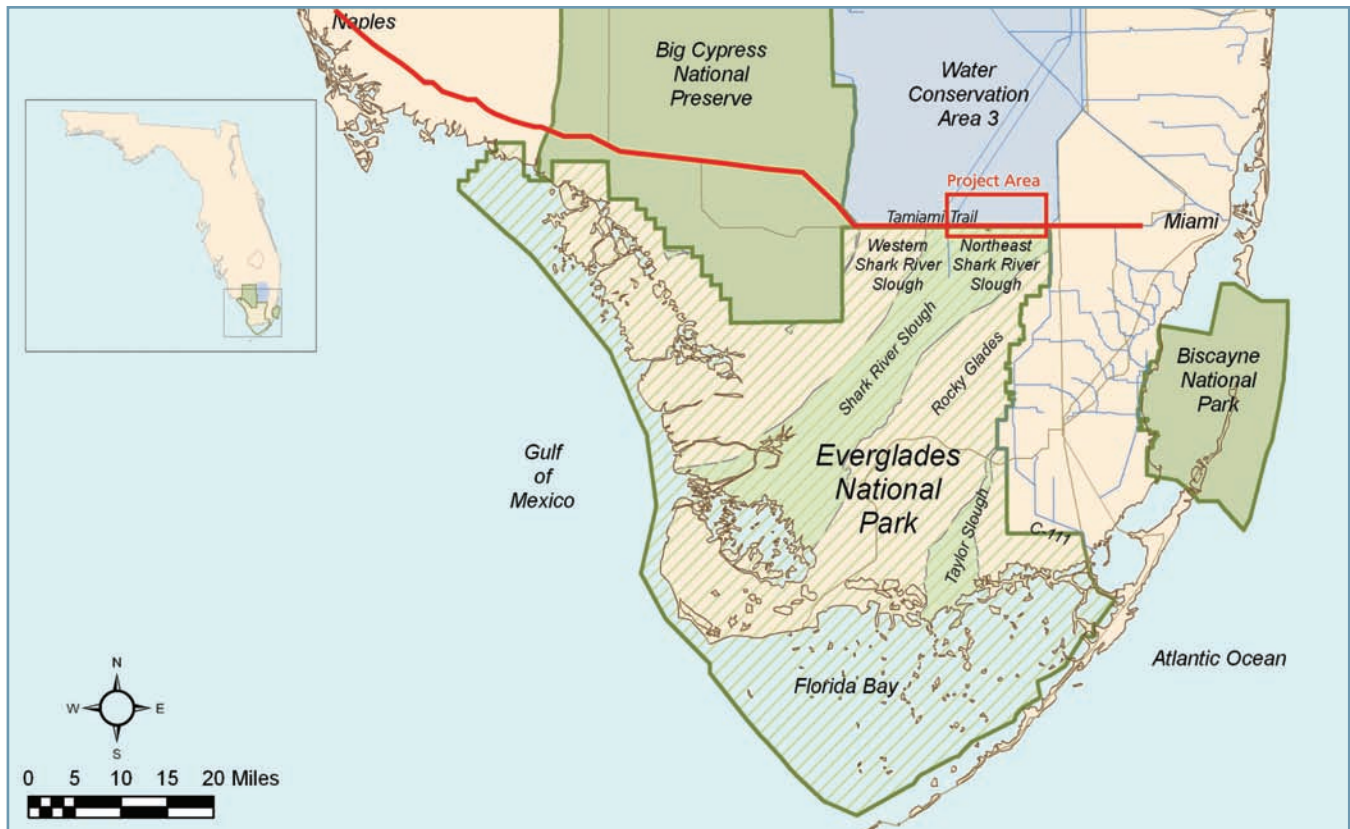 Naples
Big Cypress
National
Preserve
Water
Conservation
Area 3
Project Area
Tamiami Trail
Miami
Western
Shark River
Slough
Northeast
Shark River
Slough
Shark River Slough
Rocky Glades
Biscayne
National
Park
Gulf
of
Mexico
Everglades
National
Park
Taylor Slough
C-111
Florida Bay
Atlantic Ocean
N
W
E
S
0 5 10 15 20 Miles